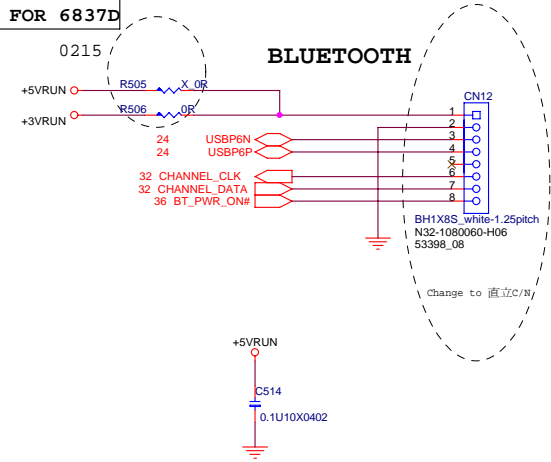 FOR 6837D
0215
BLUETOOTH
+5VRUN
R505
X_0R
+3VRUN
R506
0R
CN12
1
2
3
4
5
6
7
8
24 USBP6N
24 USBP6P
32 CHANNEL_CLK
32 CHANNEL_DATA
36 BT_PWR_ON#
BH1X8S_white-1.25pitch
N32-1080060-H06
53398_08
Change to 直立C/N
+5VRUN
C514
0.1U10X0402